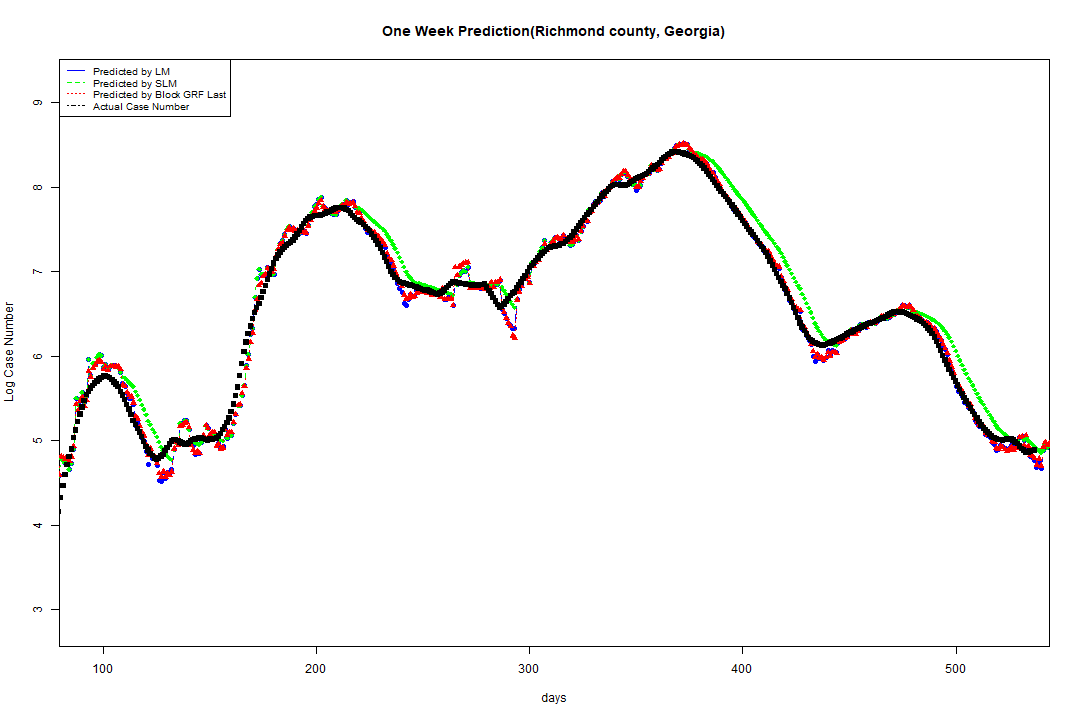 One Week Prediction(Richmond county, Georgia)
Predicted by LM
Predicted by SLM
Predicted by Block GRF Last
Actual Case Number
9
8
7
6
5
4
3
Log Case Number
100 200 300 400 500
days